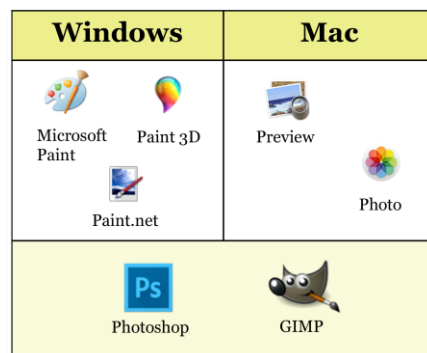 Windows
Mac
Microsoft
Paint
Paint 3D
Paint.net
Preview
Photo
Ps
Photoshop
GIMP